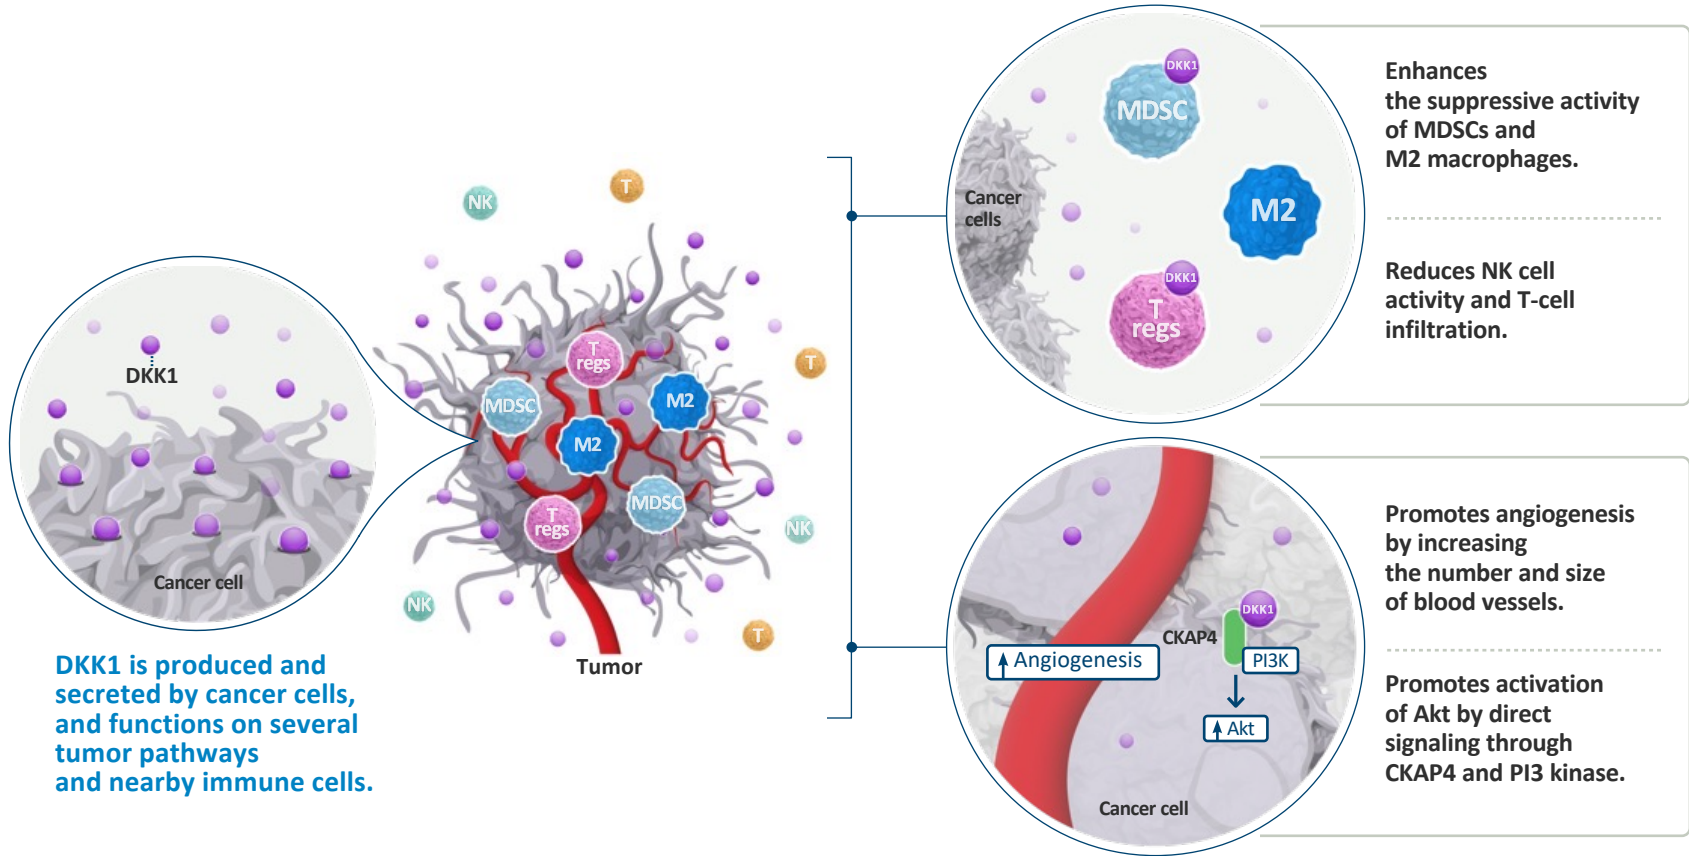 DKK1
Cancer cell
DKK1 is produced and
secreted by cancer cells,
and functions on several
tumor pathways
and nearby immune cells.
NK
T
T
regs
T
MDSC
M2
M2
MDSC
T
regs
NK
NK
T
Tumor
DKK1
MDSC
Cancer
cells
M2
DKK1
T
regs
Enhances
the suppressive activity
of MDSCs and
M2 macrophages.
Reduces NK cell
activity and T-cell
infiltration.
DKK1
CKAP4
PI3K
Angiogenesis
Akt
Cancer cell
Promotes angiogenesis
by increasing
the number and size
of blood vessels.
Promotes activation
of Akt by direct
signaling through
CKAP4 and PI3 kinase.